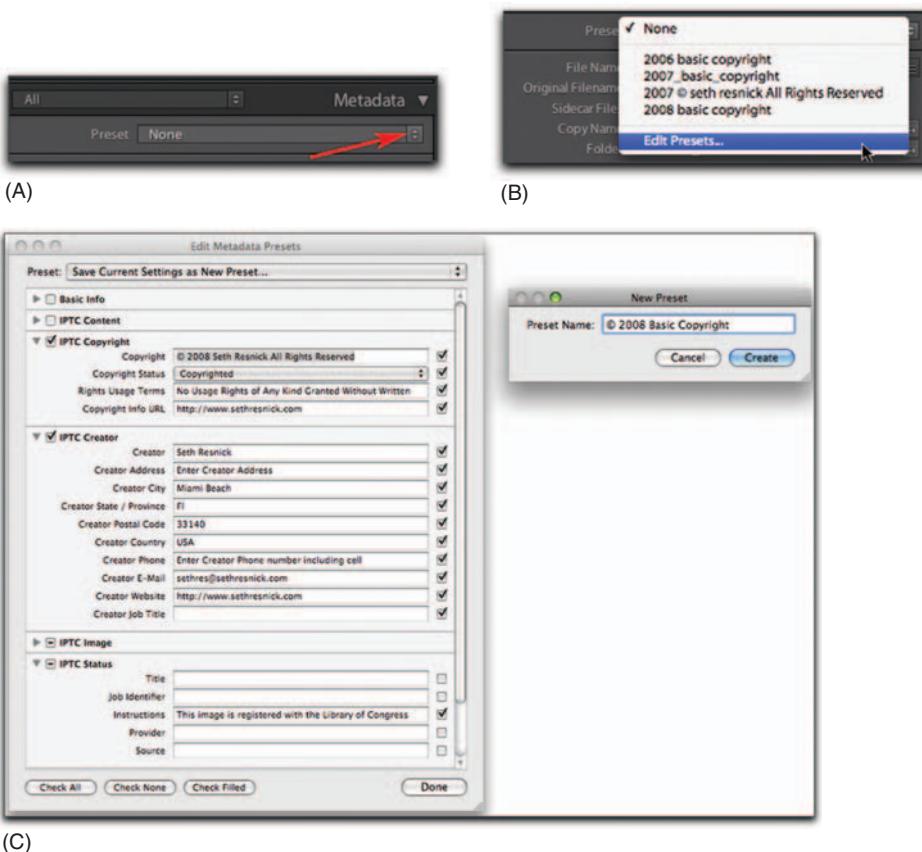 All
Metadata
Preset None
(A)
Preset None
2006 basic copyright
2007_basic_copyright
2007 © seth resnick All Rights Reserved
2008 basic copyright
Edit Presets...
File Name
Original Filename
Sidecar File
Copy Name
Folder
(B)
Edit Metadata Presets
Preset: Save Current Settings as New Preset...
Basic Info
IPTC Content
IPTC Copyright
Copyright © 2008 Seth Resnick All Rights Reserved
Copyright Status Copyrighted
Rights Usage Terms No Usage Rights of Any Kind Granted Without Written
Copyright Info URL http://www.sethresnick.com
IPTC Creator
Creator Seth Resnick
Creator Address Enter Creator Address
Creator City Miami Beach
Creator State / Province Fl
Creator Postal Code 33140
Creator Country USA
Creator Phone Enter Creator Phone number including cell
Creator E-Mail sethres@sethresnick.com
Creator Website http://www.sethresnick.com
Creator Job Title
IPTC Image
IPTC Status
Title
Job Identifier
Instructions This image is registered with the Library of Congress
Provider
Source
Check All Check None Check Filled Done
New Preset
Preset Name: © 2008 Basic Copyright
Cancel Create
(C)